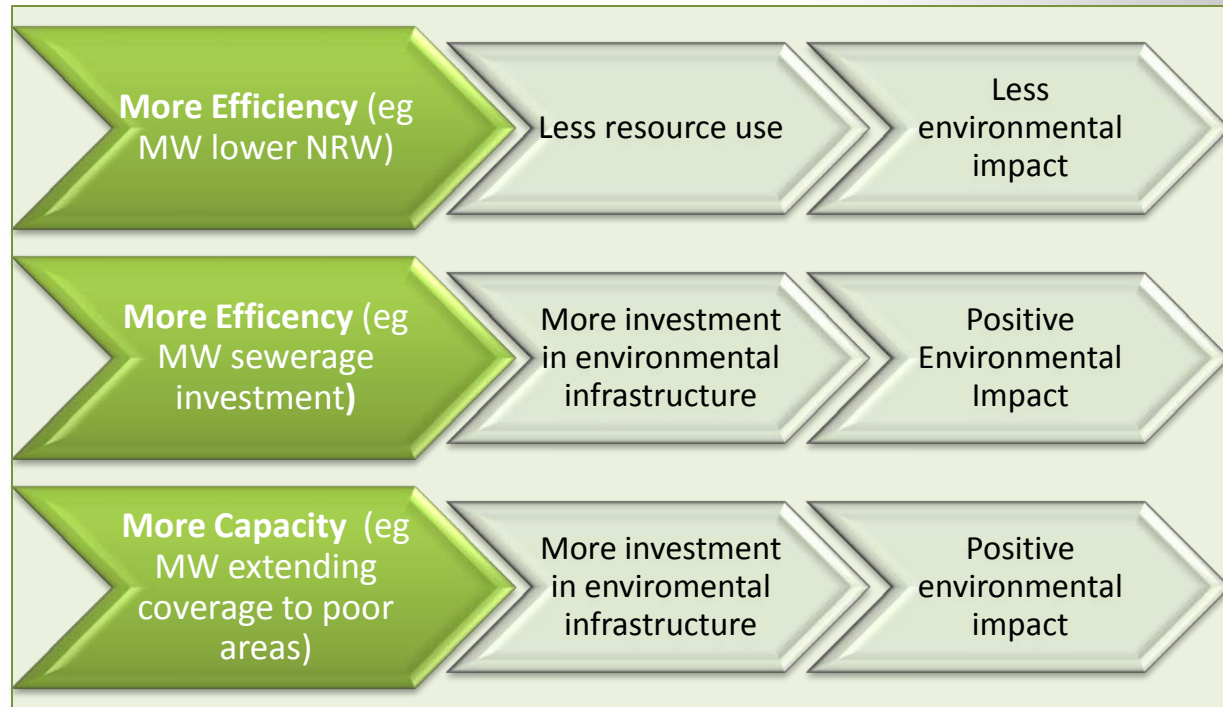 More Efficiency (eg
MW lower NRW)
Less resource use
Less
environmental
impact
More Efficency (eg
MW sewerage
investment)
More investment
in environmental
infrastructure
Positive
Environmental
Impact
More Capacity (eg
MW extending
coverage to poor
areas)
More investment
in enviromental
infrastructure
Positive
environmental
impact